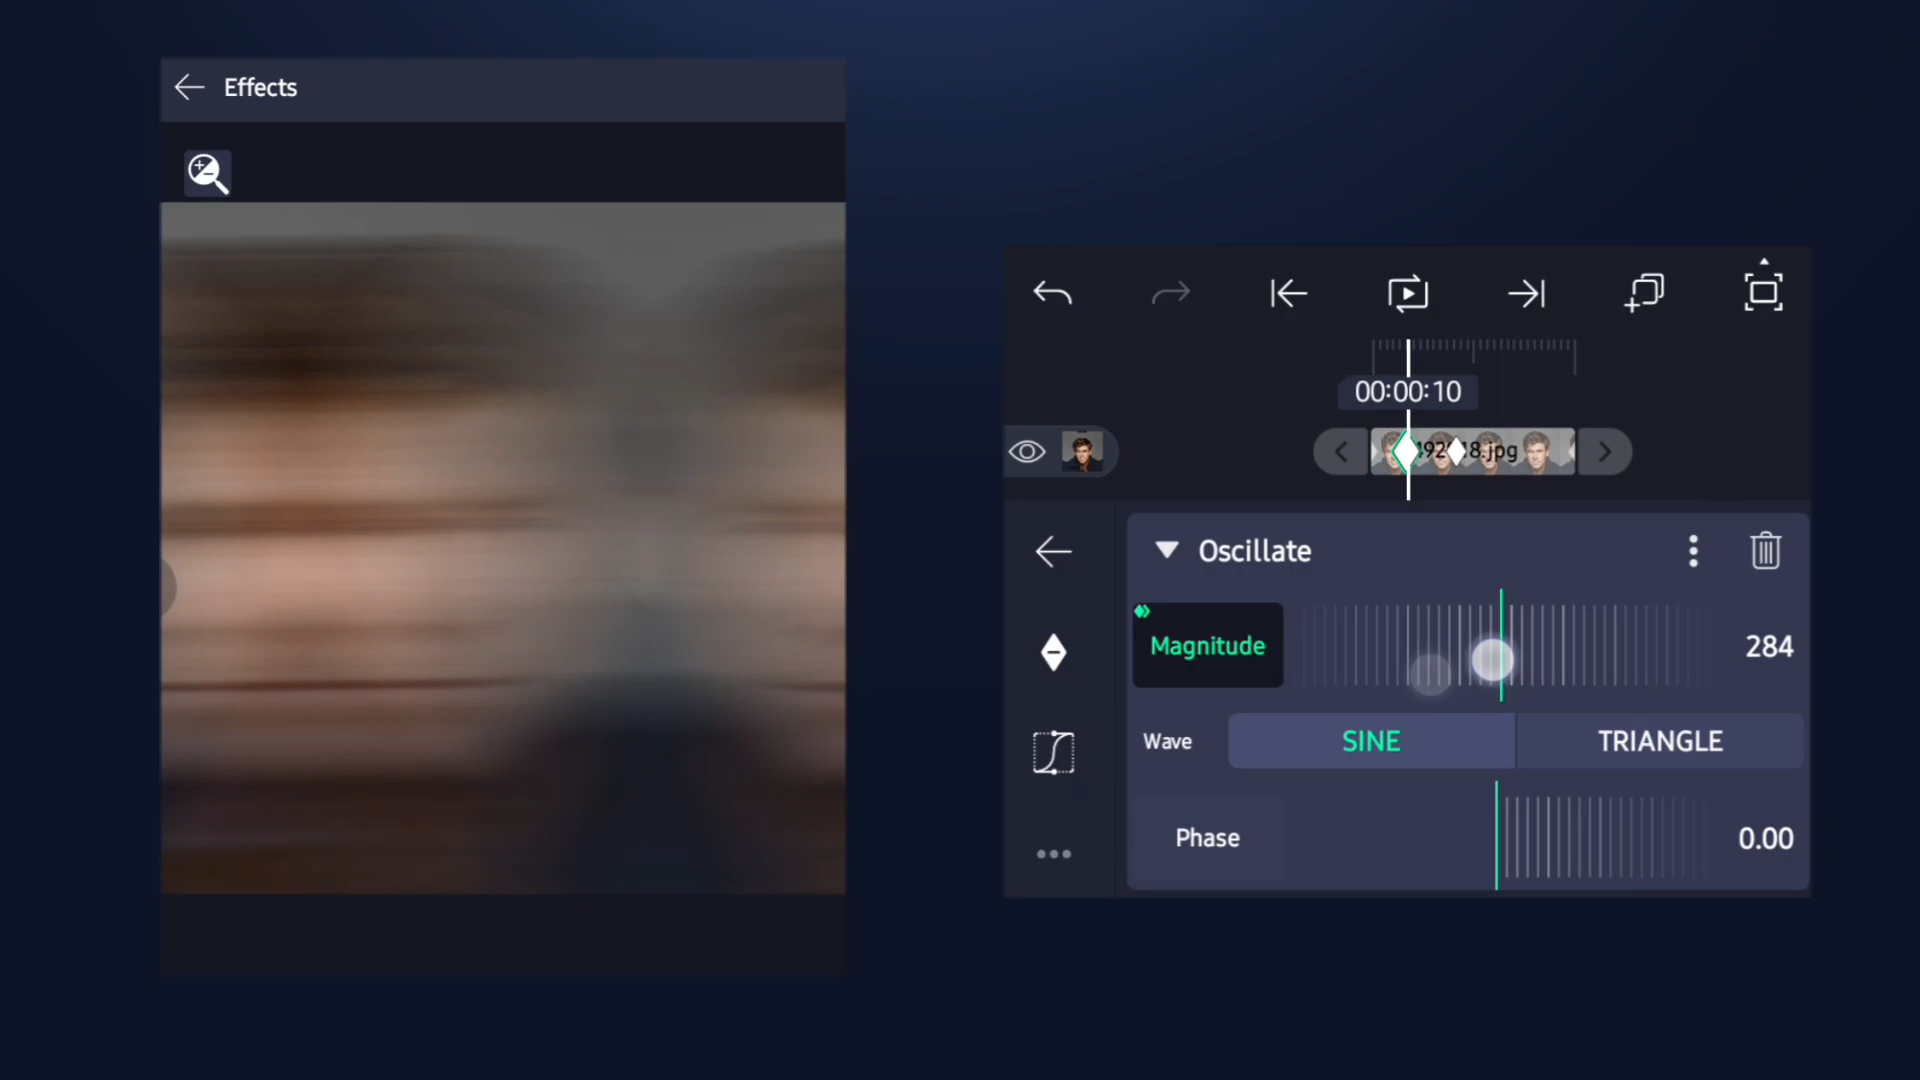 Effects
00:00:10
8.jpg
Oscillate
Magnitude
284
Wave
SINE
TRIANGLE
Phase
0.00